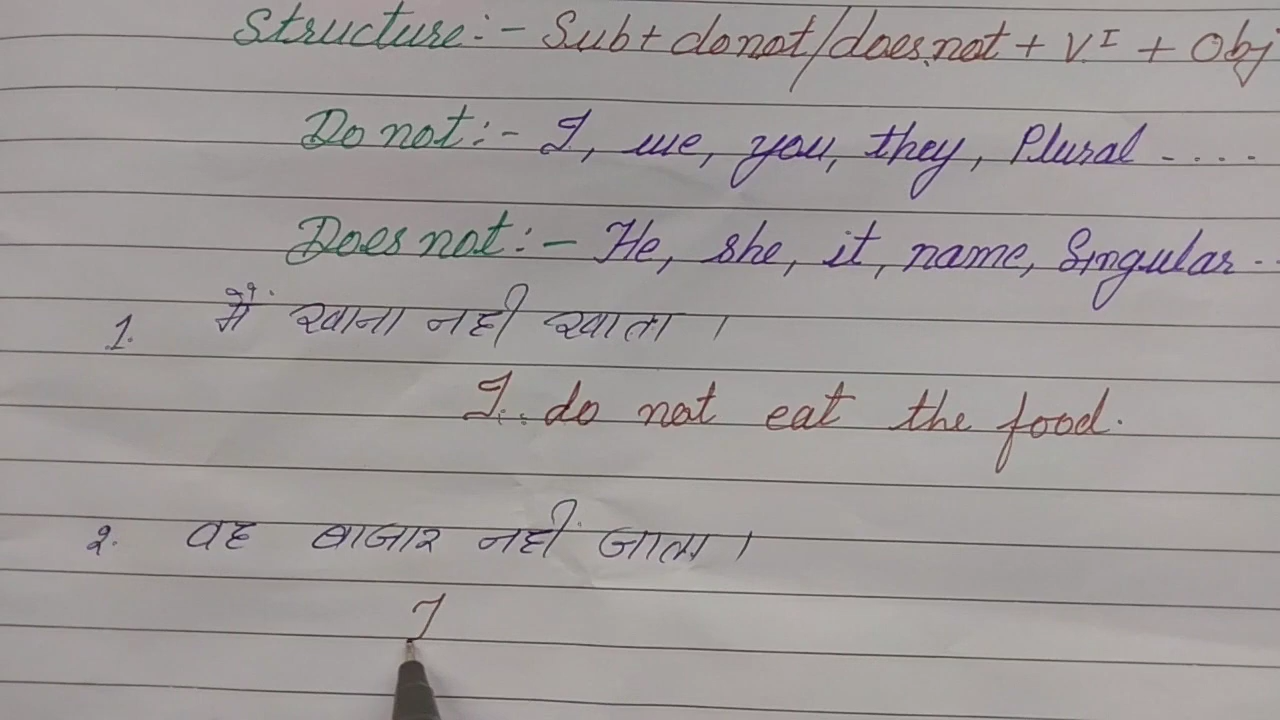 Structure:- Sub + do not/does not + V I + Obj
Do not:- I, we, you, they, Plural ....
Does not:- He, she, it, name, Singular ..
1. मैं खाना नही खाता ।
I do not eat the food.
2. वह बाजार नहीं जाता ।